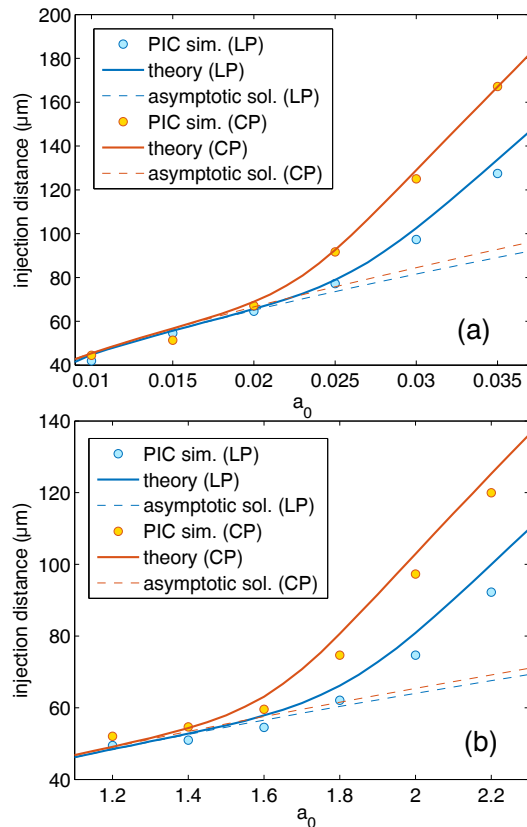 200
180
160
140
120
100
80
60
40
injection distance (μm)
PIC sim. (LP)
theory (LP)
asymptotic sol. (LP)
PIC sim. (CP)
theory (CP)
asymptotic sol. (CP)
(a)
0.01 0.015 0.02 0.025 0.03 0.035
a0
140
120
100
80
60
40
injection distance (μm)
PIC sim. (LP)
theory (LP)
asymptotic sol. (LP)
PIC sim. (CP)
theory (CP)
asymptotic sol. (CP)
(b)
1.2 1.4 1.6 1.8 2 2.2
a0